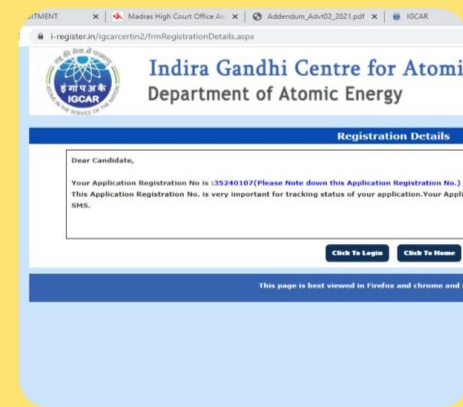 ITMENT
Madras High Court Office
Addendum_Advt02_2021.pdf
IGCAR
i-register.in/igcarcertin2/frmRegistrationDetails.aspx
इं गां प अ कें
IGCAR
Indira Gandhi Centre for Atomi
Department of Atomic Energy
Registration Details
Dear Candidate,
Your Application Registration No is :35240107(Please Note down this Application Registration No.)
This Application Registration No. is very important for tracking status of your application.Your Appli
SMS.
Click To Login
Click To Home
This page is best viewed in Firefox and chrome and